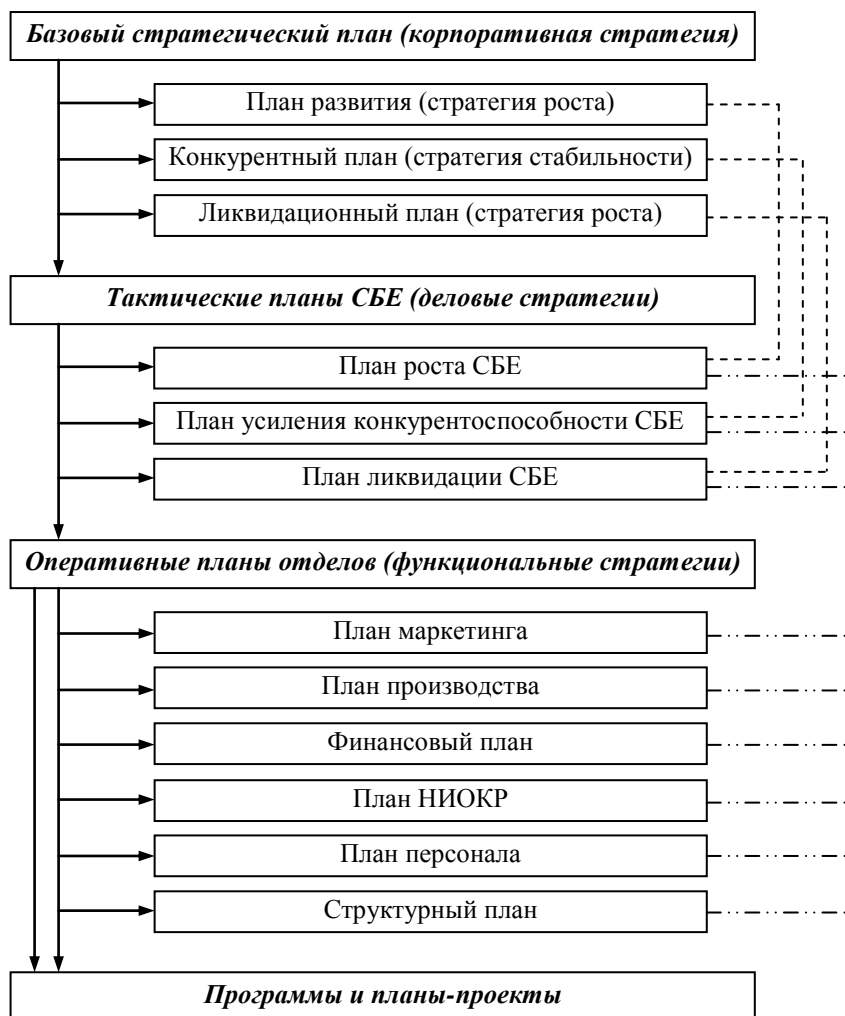 Базовый стратегический план (корпоративная стратегия)
План развития (стратегия роста)
Конкурентный план (стратегия стабильности)
Ликвидационный план (стратегия роста)
Тактические планы СБЕ (деловые стратегии)
План роста СБЕ
План усиления конкурентоспособности СБЕ
План ликвидации СБЕ
Оперативные планы отделов (функциональные стратегии)
План маркетинга
План производства
Финансовый план
План НИОКР
План персонала
Структурный план
Программы и планы-проекты